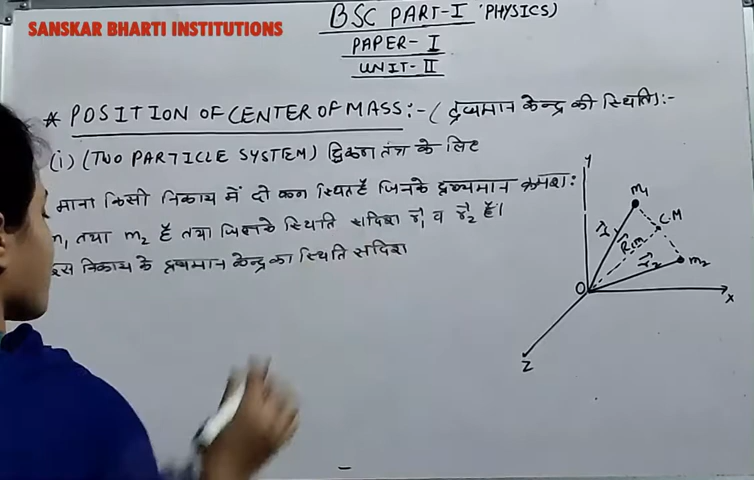 SANSKAR BHARTI INSTITUTIONS
BSC PART-I (PHYSICS)
PAPER-I
UNIT-II
* POSITION OF CENTER OF MASS:- (द्रव्यमान केन्द्र की स्थिति):-
(i) (TWO PARTICLE SYSTEM) द्विकन तंत्र के लिए
माना किसी निकाय में दो कन स्थित हैं जिनके द्रव्यमान क्रमश:
m₁ तथा m₂ हैं तथा जिनके स्थिति सदिश r⃗₁ व r⃗₂ हैं।
इस निकाय के द्रव्यमान केन्द्र का स्थिति सदिश
Y
m₁
C.M
r⃗₁
R⃗cm
r⃗₂
m₂
O
X
Z